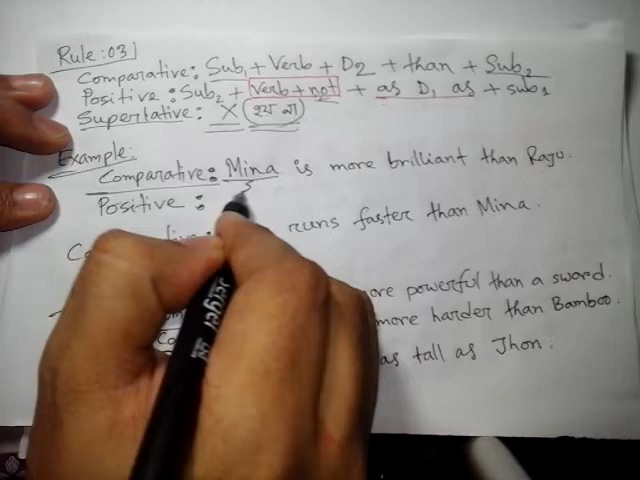 Rule:03
Comparative: Sub1 + Verb + D2 + than + Sub2
Positive: Sub2 + Verb + not + as D1 as + sub1
Superlative: X (হয় না)
Example:
Comparative: Mina is more brilliant than Raju.
Positive :
runs faster than Mina.
more powerful than a sword.
more harder than Bamboo.
as tall as Jhon.